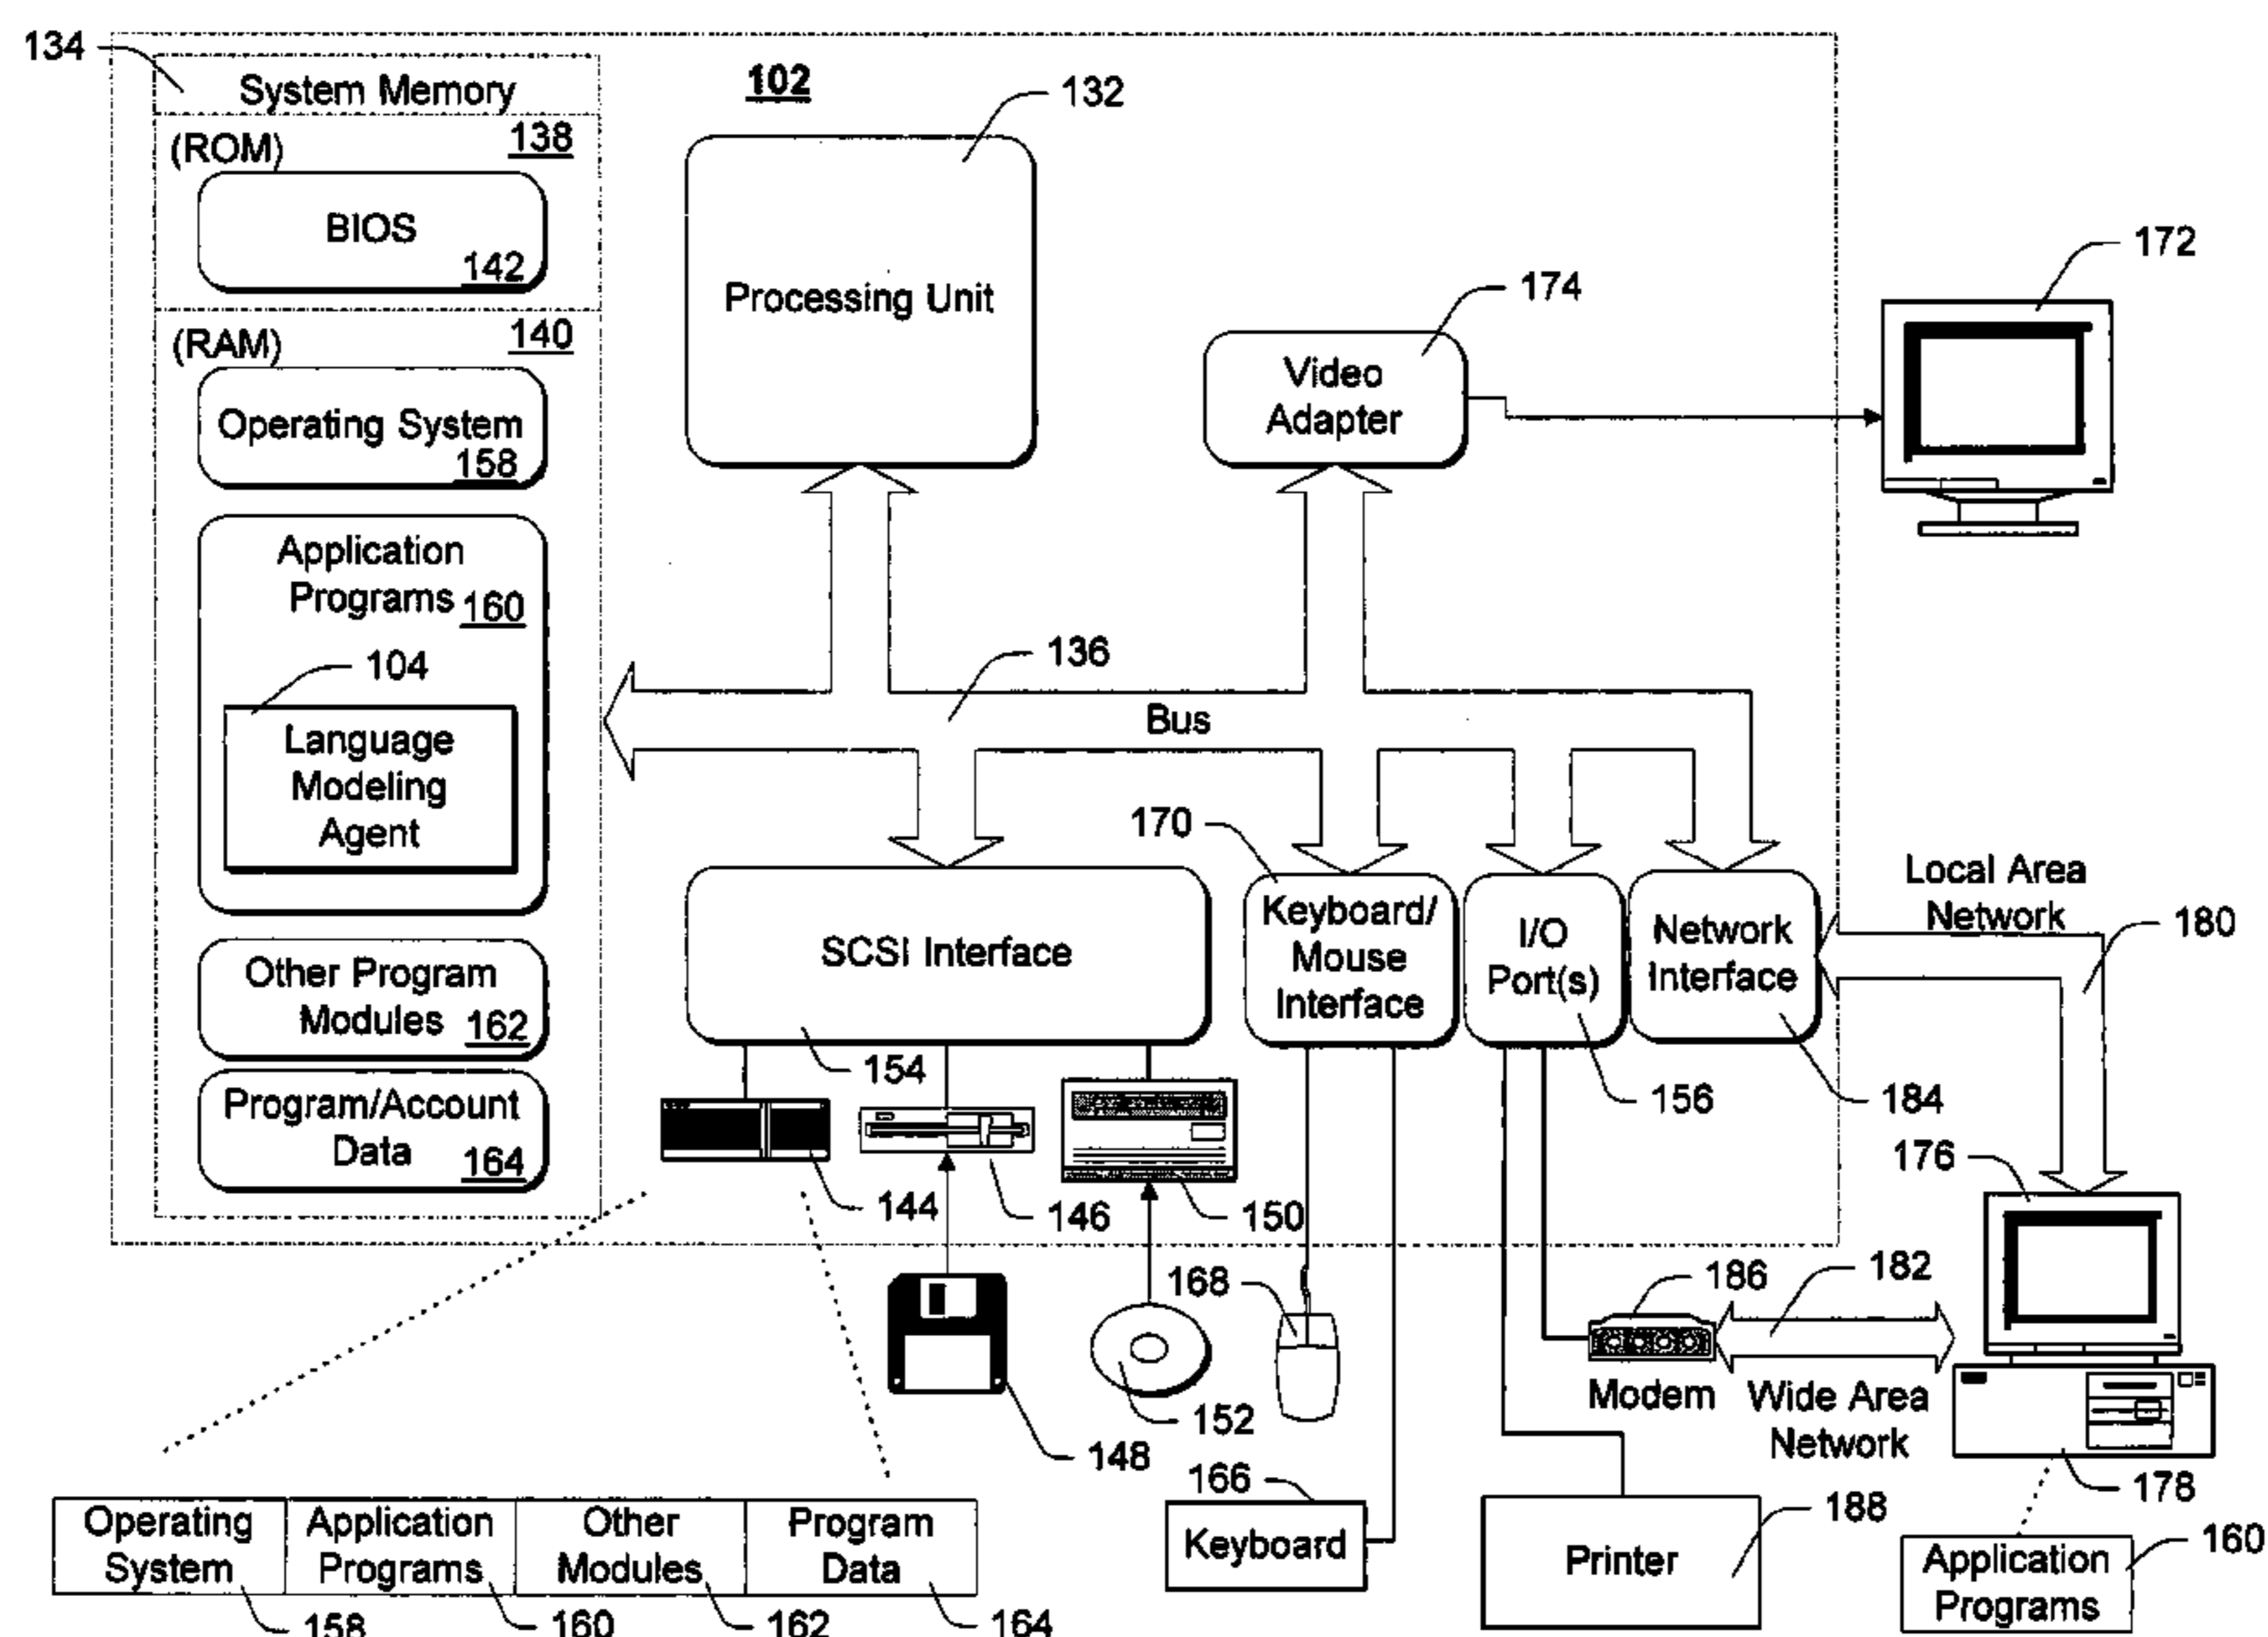 134
System Memory
102
132
(ROM)
138
BIOS
142
Processing Unit
172
174
(RAM)
140
Video
Adapter
Operating System
158
Application
Programs 160
104
136
Bus
Language
Modeling
Agent
170
Local Area
Network
180
SCSI Interface
Keyboard/
Mouse
Interface
I/O
Port(s)
Network
Interface
Other Program
Modules 162
154
156
184
Program/Account
Data 164
144
146
150
176
168
186
182
148
152
Modem
Wide Area
Network
178
166
Keyboard
188
Printer
160
Application
Programs
Operating
System
Application
Programs
Other
Modules
Program
Data
158
160
162
164